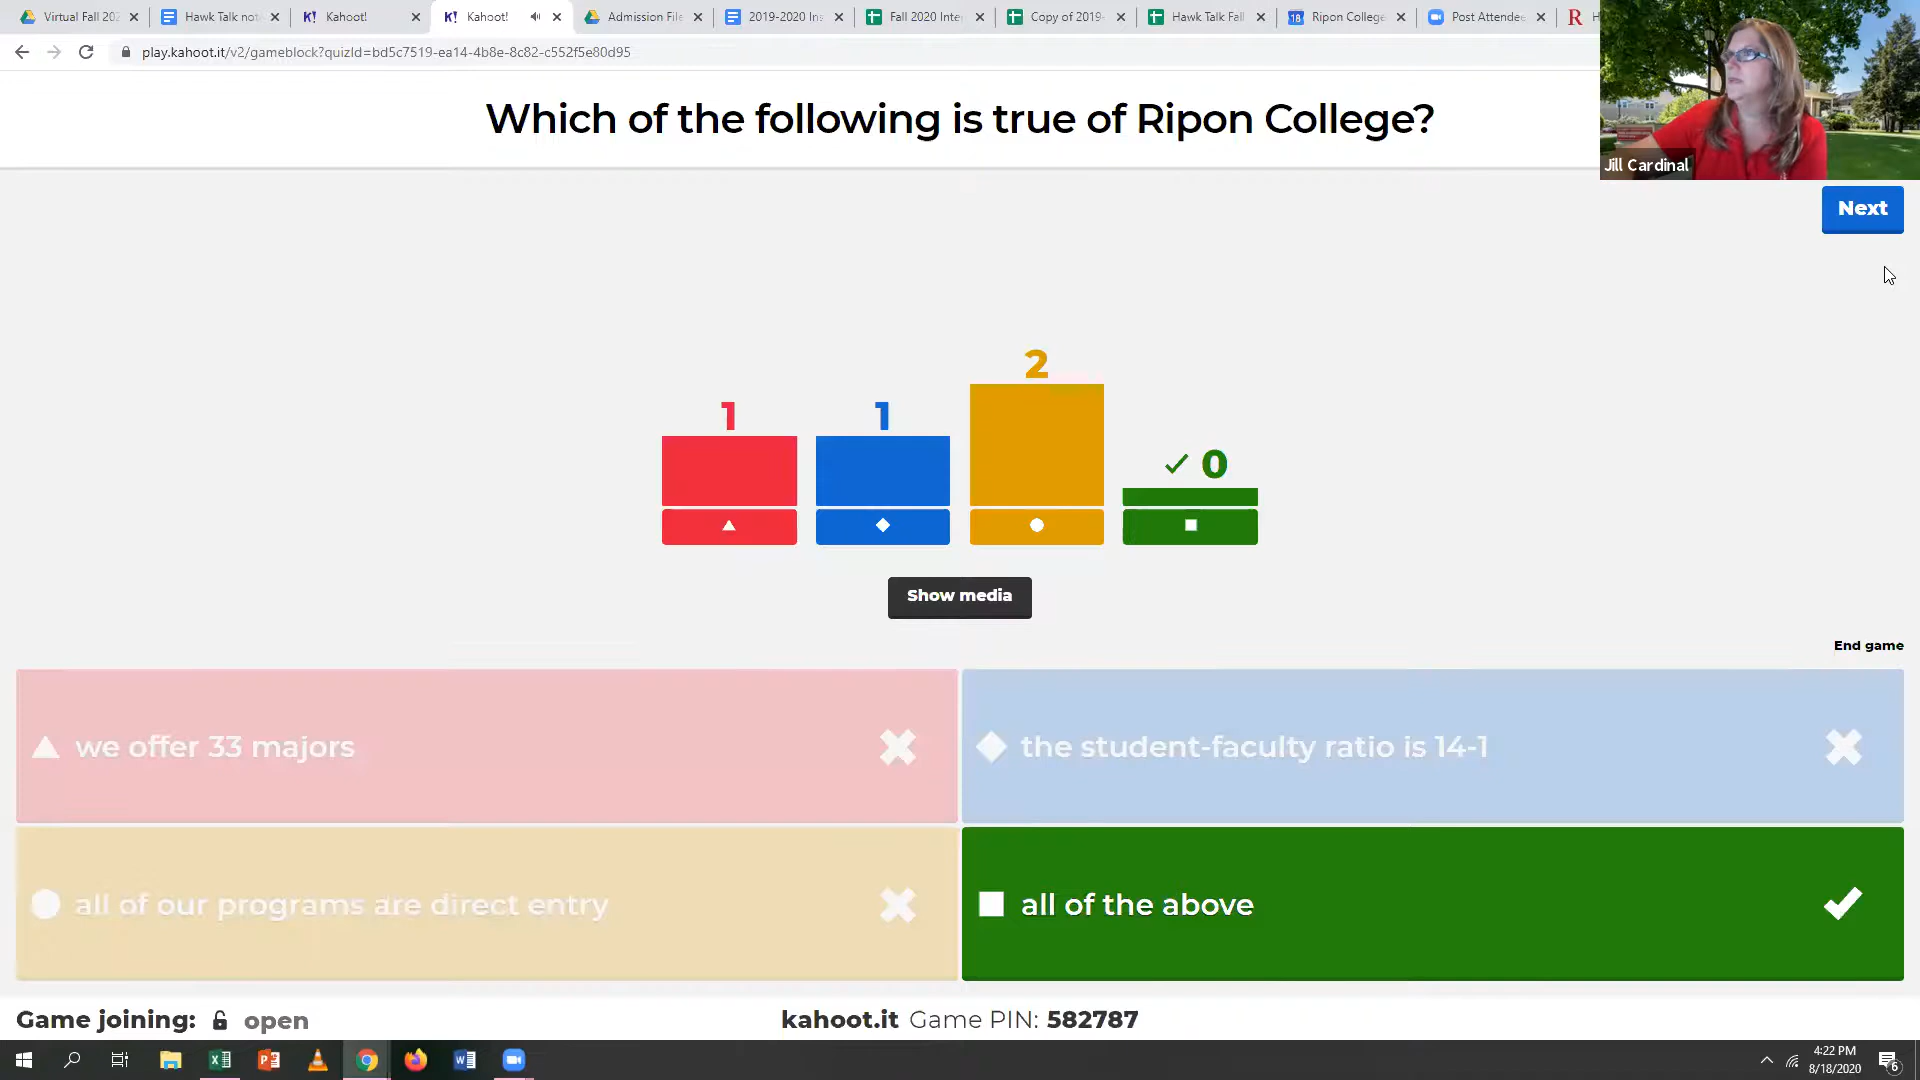 Virtual Fall 202
Hawk Talk not
Kahoot!
Kahoot!
Admission File
2019-2020 Ins
Fall 2020 Inte
Copy of 2019-
Hawk Talk Fall
Ripon College
Post Attendee
play.kahoot.it/v2/gameblock?quizId=bd5c7519-ea14-4b8e-8c82-c552f5e80d95
Which of the following is true of Ripon College?
Jill Cardinal
Next
1
1
2
0
Show media
End game
we offer 33 majors
the student-faculty ratio is 14-1
all of our programs are direct entry
all of the above
Game joining: open
kahoot.it Game PIN: 582787
4:22 PM
8/18/2020
6